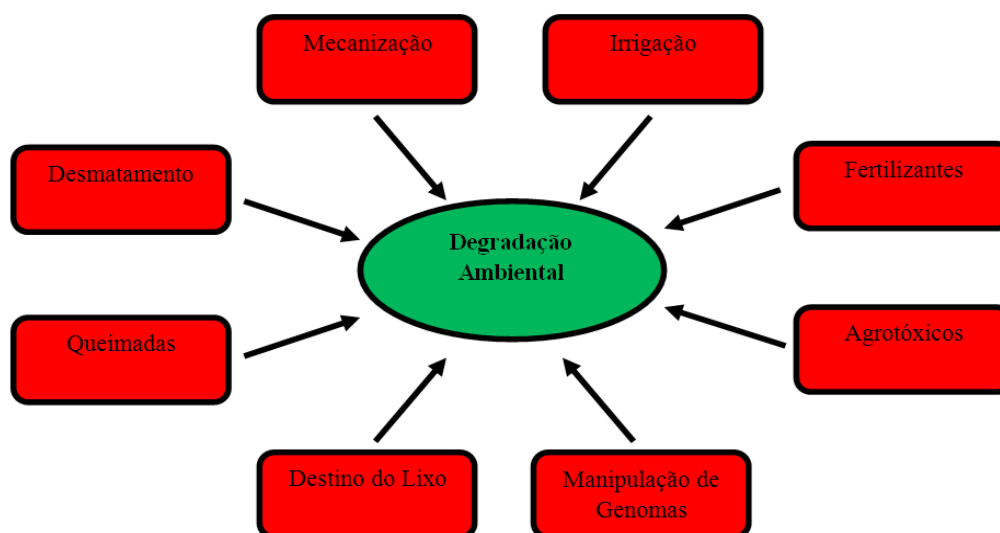 Mecanização
Irrigação
Desmatamento
Fertilizantes
Degradação
Ambiental
Queimadas
Agrotóxicos
Destino do Lixo
Manipulação de
Genomas